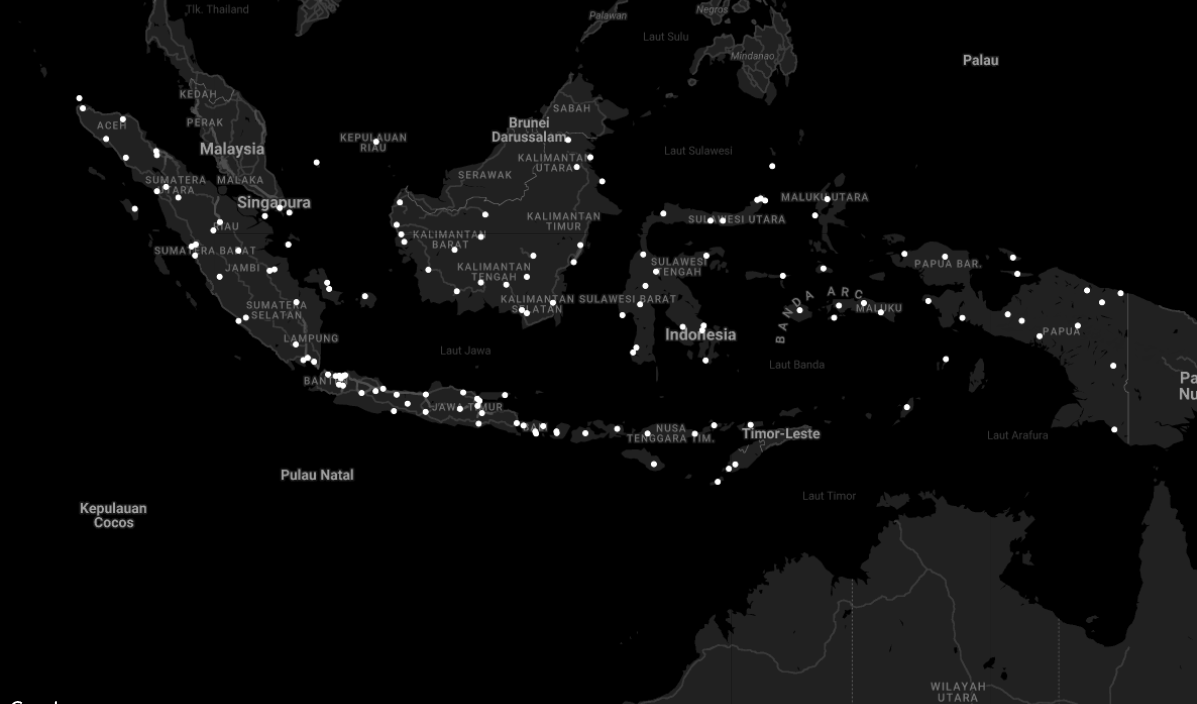 Tlk. Thailand
Palawan
Negros
Laut Sulu
Mindanao
Palau
KEDAH
SABAH
PERAK
ACEH
Brunei
Darussalam
KEPULAUAN
RIAU
Malaysia
Laut Sulawesi
KALIMANTAN
UTARA
SERAWAK
SUMATERA
UTARA
MALAKA
MALUKU UTARA
Singapura
KALIMANTAN
TIMUR
SULAWESI UTARA
RIAU
KALIMANTAN
BARAT
SUMATERA BARAT
SULAWESI
TENGAH
PAPUA BAR.
JAMBI
KALIMANTAN
TENGAH
BANDA ARC
KALIMANTAN
SELATAN
SULAWESI BARAT
SUMATERA
SELATAN
MALUKU
Indonesia
PAPUA
LAMPUNG
Laut Jawa
Laut Banda
JAWA TIMUR
NUSA
TENGGARA TIM.
Timor-Leste
Laut Arafura
Pulau Natal
Laut Timor
Kepulauan
Cocos
WILAYAH
UTARA